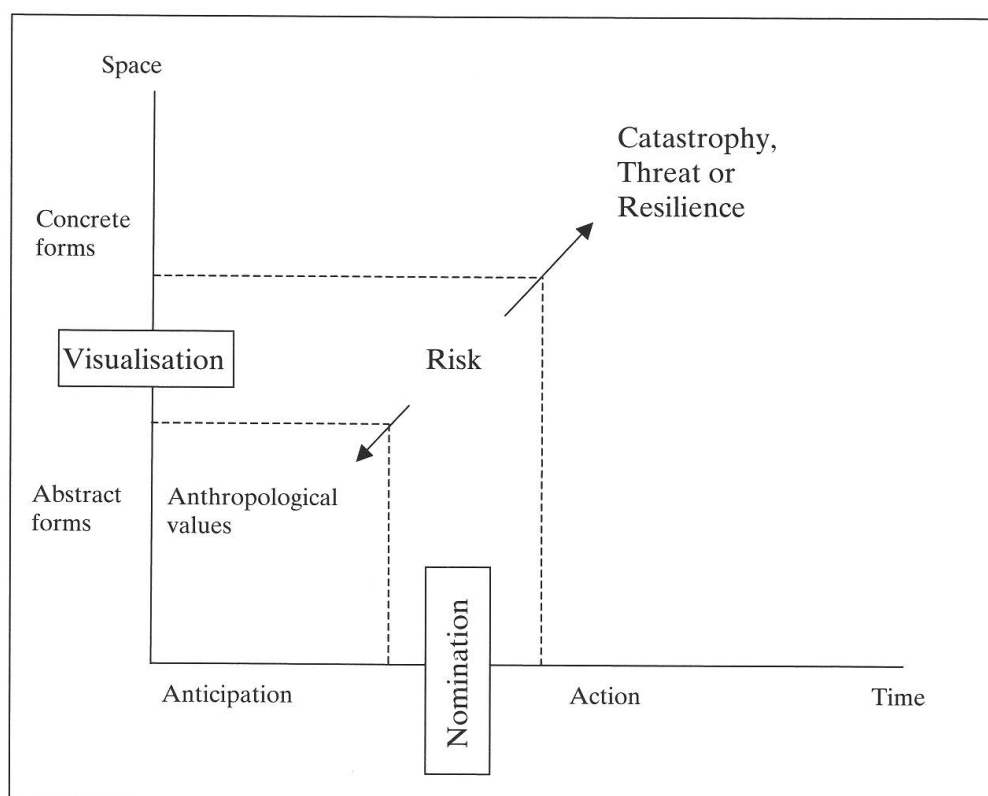 Space
Catastrophy,
Threat or
Resilience
Concrete
forms
Visualisation
Risk
Abstract
forms
Anthropological
values
Nomination
Anticipation
Action
Time